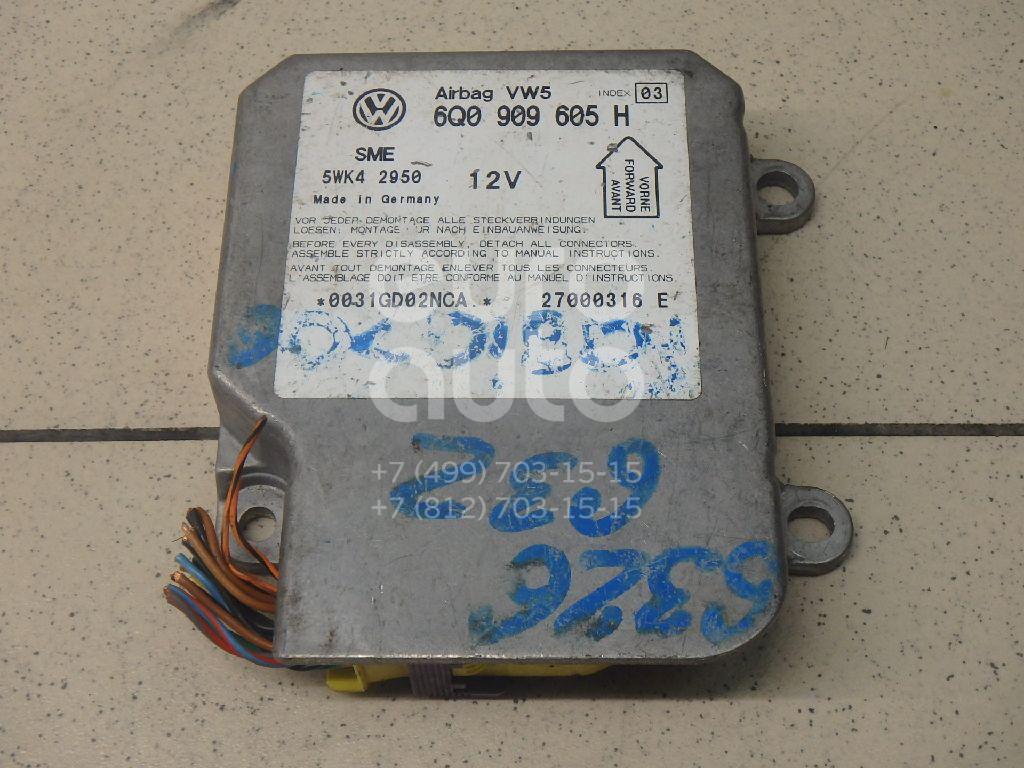 Airbag VW5 INDEX 03
6Q0 909 605 H
SME
5WK4 2950 12V
Made in Germany
VORNE
FORWARD
AVANT
VOR JEDER DEMONTAGE ALLE STECKVERBINDUNGEN
LOESEN. MONTAGE UR NACH EINBAUANWEISUNG.
BEFORE EVERY DISASSEMBLY, DETACH ALL CONNECTORS.
ASSEMBLE STRICTLY ACCORDING TO MANUAL INSTRUCTIONS.
AVANT TOUT DEMONTAGE ENLEVER TOUS LES CONNECTEURS.
L'ASSEMBLAGE DOIT ETRE CONFORME AU MANUEL D'INSTRUCTIONS.
*0031GD02NCA.* 27000316 E
euro
auto
+7 (499) 703-15-15
+7 (812) 703-15-15
632